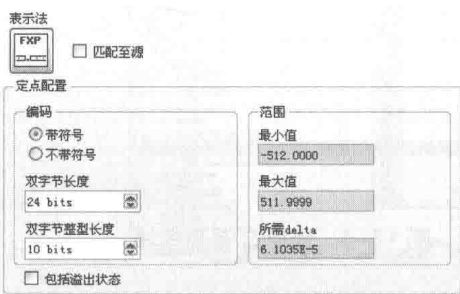 表示法
FXP
匹配至源
定点配置
编码
带符号
不带符号
双字节长度
24 bits
双字节整型长度
10 bits
包括溢出状态
范围
最小值
-512.0000
最大值
511.9999
所需delta
6.1035E-5